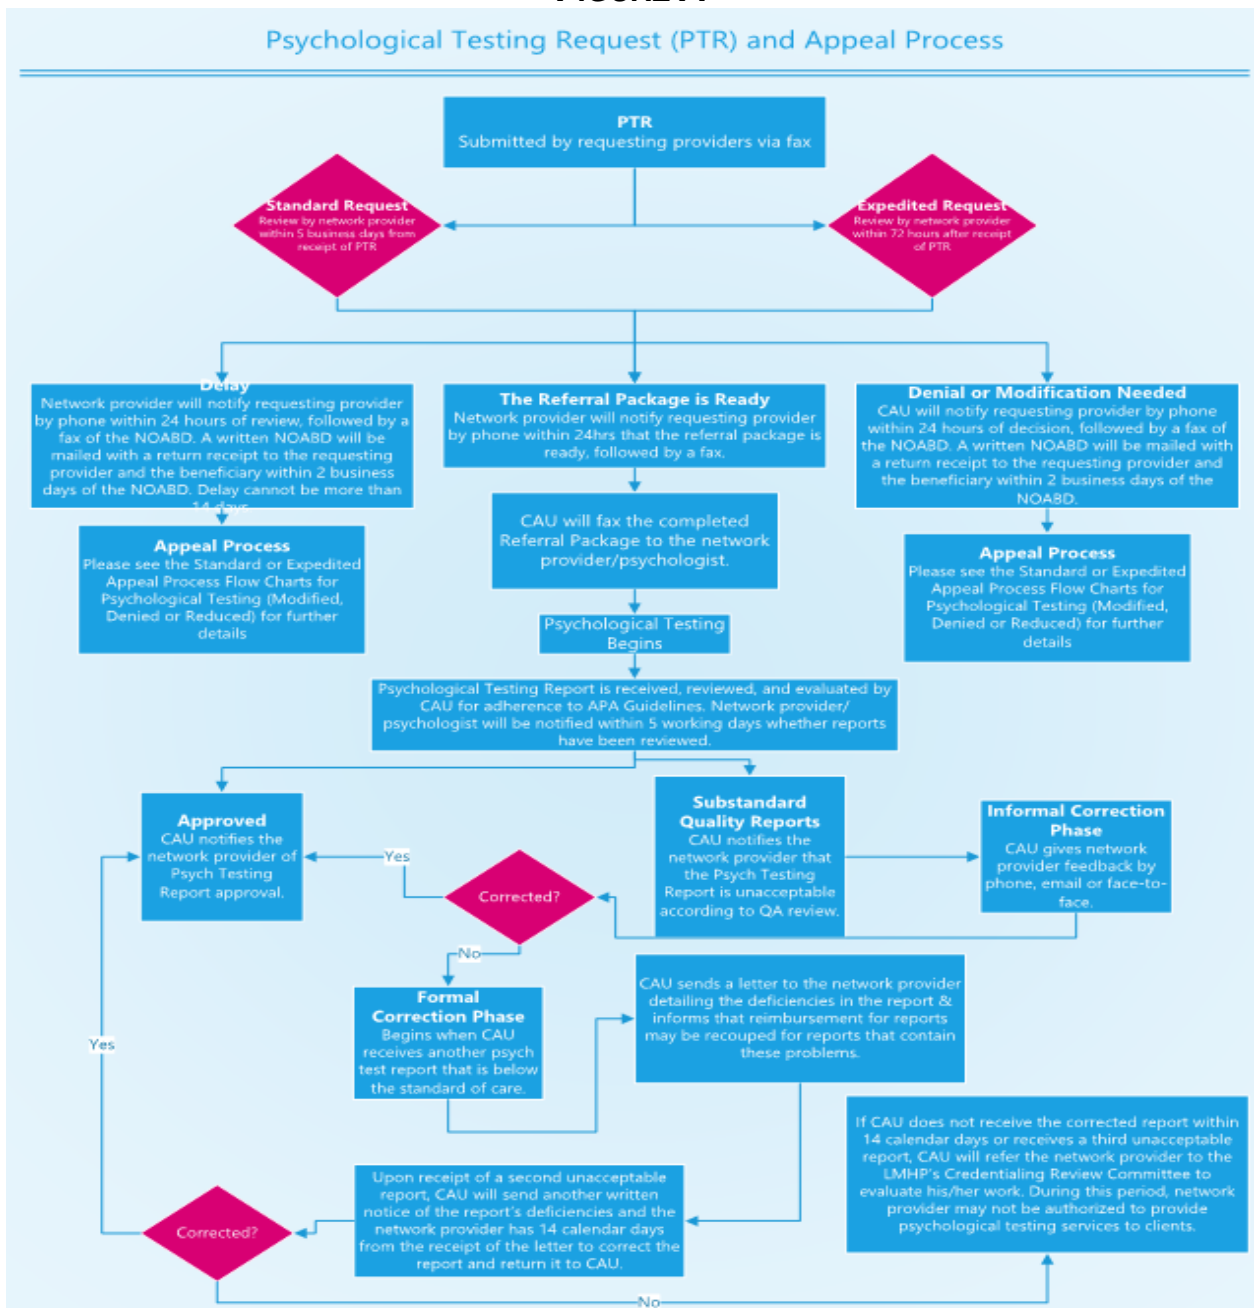 Psychological Testing Request (PTR) and Appeal Process
PTR
Submitted by requesting providers via fax
Standard Request
Review by network provider
within 5 business days from
receipt of PTR
Expedited Request
Review by network provider
within 72 hours after receipt
of PTR
Delay
Network provider will notify requesting provider
by phone within 24 hours of review, followed by a
fax of the NOABD. A written NOABD will be
mailed with a return receipt to the requesting
provider and the beneficiary within 2 business
days of the NOABD. Delay cannot be more than
14 days.
The Referral Package is Ready
Network provider will notify requesting provider
by phone within 24hrs that the referral package is
ready, followed by a fax.
Denial or Modification Needed
CAU will notify requesting provider by phone
within 24 hours of decision, followed by a fax of
the NOABD. A written NOABD will be mailed with
a return receipt to the requesting provider and
the beneficiary within 2 business days of the
NOABD.
Appeal Process
Please see the Standard or Expedited
Appeal Process Flow Charts for
Psychological Testing (Modified,
Denied or Reduced) for further
details
CAU will fax the completed
Referral Package to the network
provider/psychologist.
Appeal Process
Please see the Standard or Expedited
Appeal Process Flow Charts for
Psychological Testing (Modified,
Denied or Reduced) for further
details
Psychological Testing
Begins
Psychological Testing Report is received, reviewed, and evaluated by
CAU for adherence to APA Guidelines. Network provider/
psychologist will be notified within 5 working days whether reports
have been reviewed.
Approved
CAU notifies the
network provider of
Psych Testing
Report approval.
Yes
Corrected?
Substandard
Quality Reports
CAU notifies the
network provider that
the Psych Testing
Report is unacceptable
according to QA review.
Informal Correction
Phase
CAU gives network
provider feedback by
phone, email or face-to-
face.
No
Formal
Correction Phase
Begins when CAU
receives another psych
test report that is below
the standard of care.
CAU sends a letter to the network provider
detailing the deficiencies in the report &
informs that reimbursement for reports
may be recouped for reports that contain
these problems.
Yes
If CAU does not receive the corrected report within
14 calendar days or receives a third unacceptable
report, CAU will refer the network provider to the
LMHP's Credentialing Review Committee to
evaluate his/her work. During this period, network
provider may not be authorized to provide
psychological testing services to clients.
Upon receipt of a second unacceptable
report, CAU will send another written
notice of the report's deficiencies and the
network provider has 14 calendar days
from the receipt of the letter to correct the
report and return it to CAU.
Corrected?
No